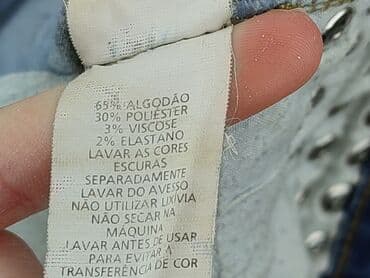 65% ALGODÃO
30% POLIÉSTER
3% VISCOSE
2% ELASTANO
LAVAR AS CORES
ESCURAS
SEPARADAMENTE
LAVAR DO AVESSO
NÃO UTILIZAR LIXÍVIA
NÃO SECAR NA
MÁQUINA
LAVAR ANTES DE USAR
PARA EVITAR A
TRANSFERÊNCIA DE COR